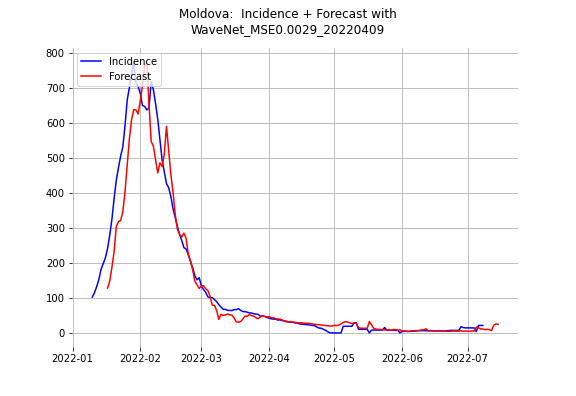 Moldova:  Incidence + Forecast with
WaveNet_MSE0.0029_20220409
Incidence
Forecast
800
700
600
500
400
300
200
100
0
2022-01 2022-02 2022-03 2022-04 2022-05 2022-06 2022-07